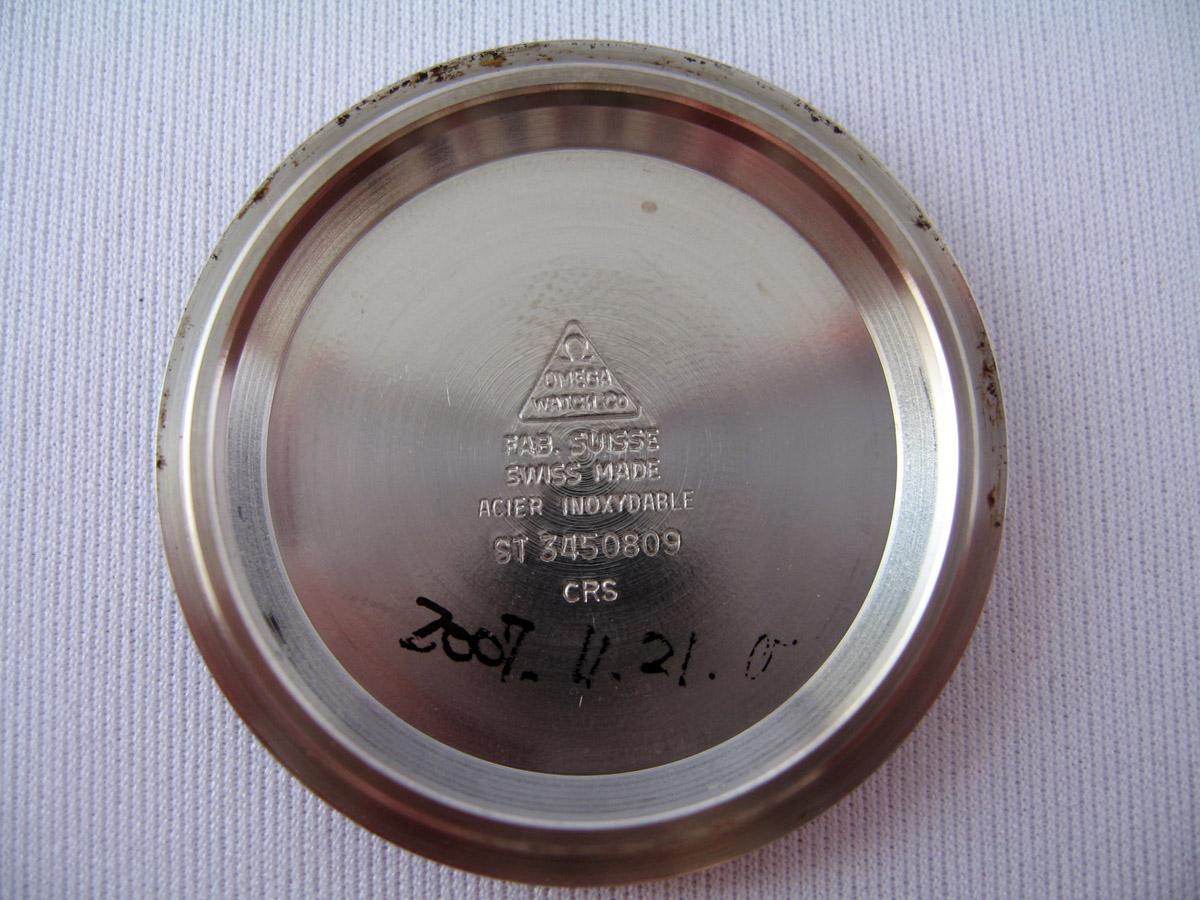 Ω
OMEGA
WATCH CO
FAB. SUISSE
SWISS MADE
ACIER INOXYDABLE
ST 3450809
CRS
2007. 11. 21.